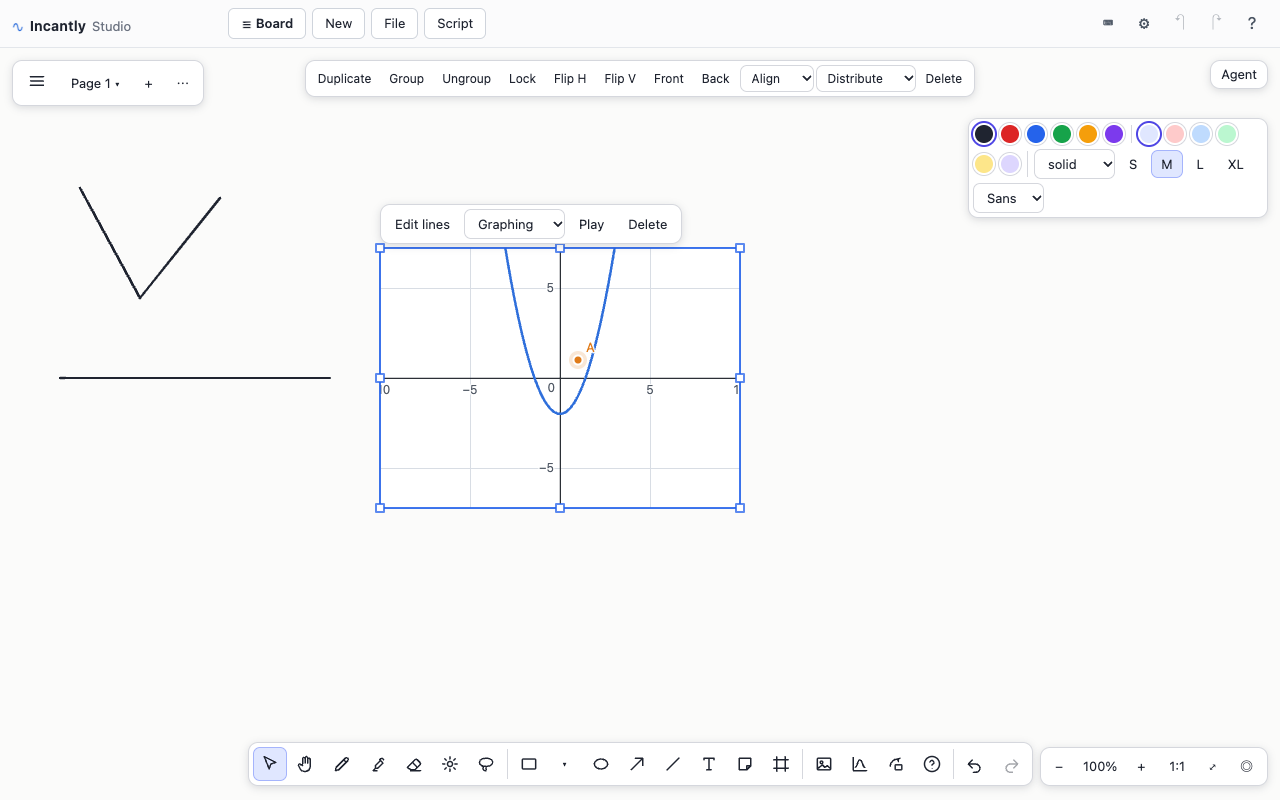 Incantly Studio
≡ Board New File Script ?
Page 1 + ...
Duplicate Group Ungroup Lock Flip H Flip V Front Back Align Distribute Delete
Agent
solid S M L XL
Sans
Edit lines Graphing Play Delete
5
A
−5 0 5
−5
− 100% + 1:1